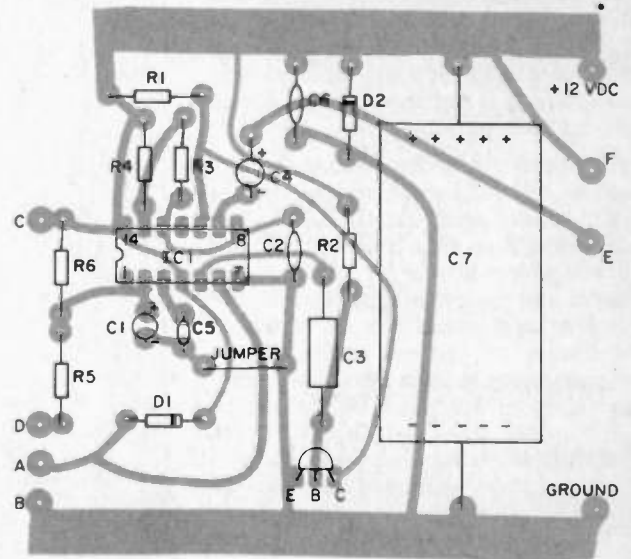 R1
C6
D2
+12 VDC
+ + + + +
R4
R3
+
C4
-
F
C
14
8
E
IC1
C2
R2
C7
R6
1
7
+
C1
-
C5
C3
JUMPER
R5
D1
- - - -
D
A
E B C
GROUND
B